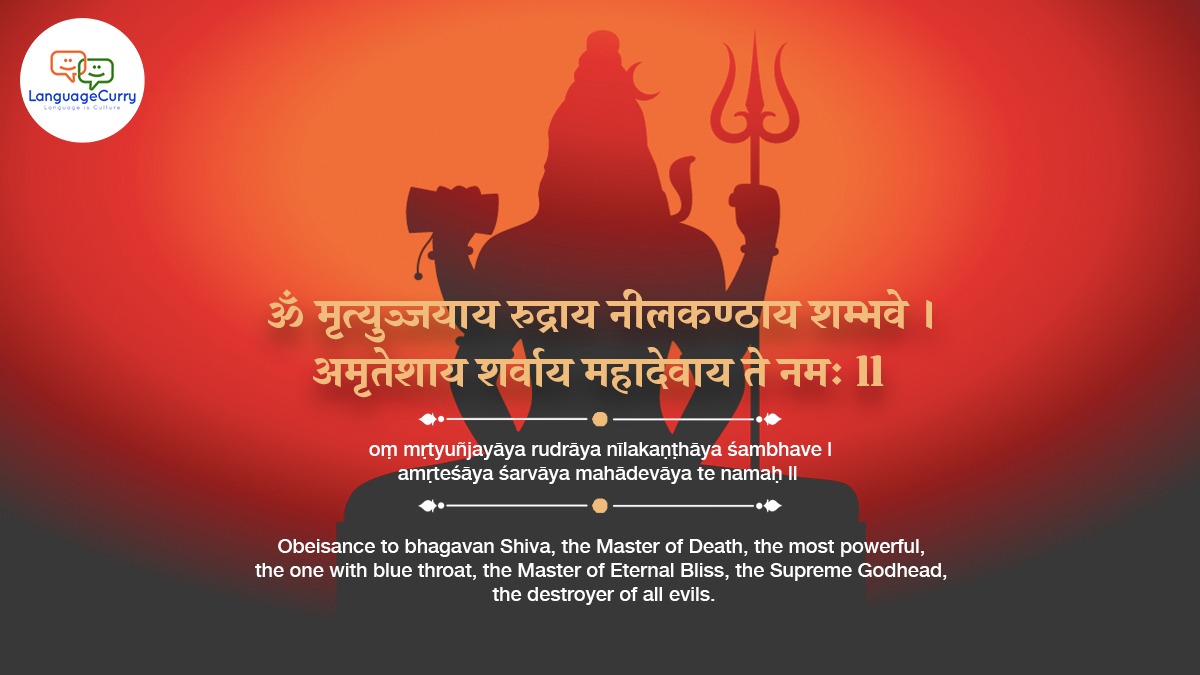 LanguageCurry
Language is Culture
ॐ मृत्युञ्जयाय रुद्राय नीलकण्ठाय शम्भवे ।
अमृतेशाय शर्वाय महादेवाय ते नमः ॥
oṃ mṛtyuñjayāya rudrāya nīlakaṇṭhāya śambhave l
amṛteśāya śarvāya mahādevāya te namaḥ ll
Obeisance to bhagavan Shiva, the Master of Death, the most powerful,
the one with blue throat, the Master of Eternal Bliss, the Supreme Godhead,
the destroyer of all evils.